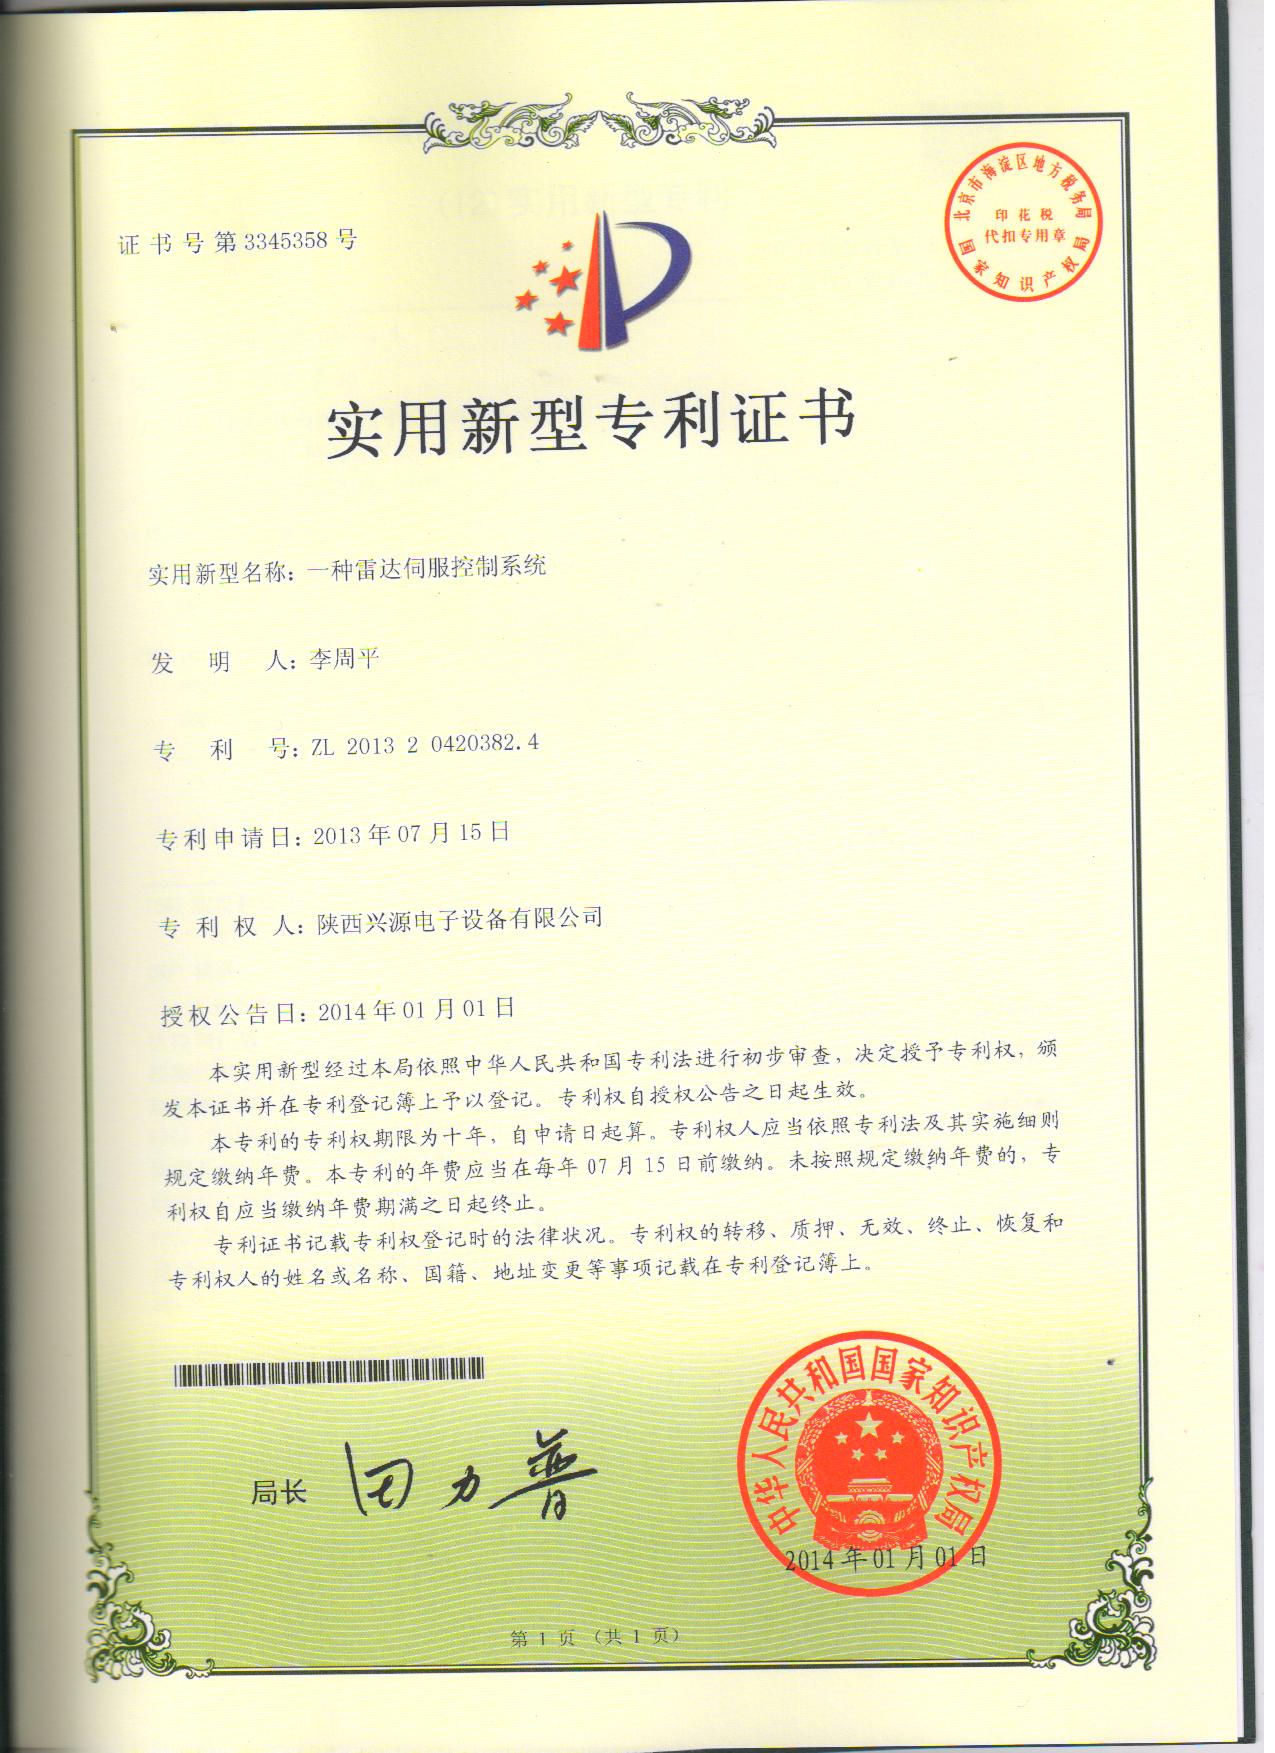 证书号第3345358号
北京市海淀区地方税务局
印花税
代扣专用章
国家知识产权局
实用新型专利证书
实用新型名称：一种雷达伺服控制系统
发明人：李周平
专利号：ZL 2013 2 0420382.4
专利申请日：2013年07月15日
专利权人：陕西兴源电子设备有限公司
授权公告日：2014年01月01日
本实用新型经过本局依照中华人民共和国专利法进行初步审查，决定授予专利权，颁
发本证书并在专利登记簿上予以登记。专利权自授权公告之日起生效。
本专利的专利权期限为十年，自申请日起算。专利权人应当依照专利法及其实施细则
规定缴纳年费。本专利的年费应当在每年07月15日前缴纳。未按照规定缴纳年费的，专
利权自应当缴纳年费期满之日起终止。
专利证书记载专利权登记时的法律状况。专利权的转移、质押、无效、终止、恢复和
专利权人的姓名或名称、国籍、地址变更等事项记载在专利登记簿上。
局长 田力普
中华人民共和国国家知识产权局
2014年01月01日
第 1 页 （共 1 页）